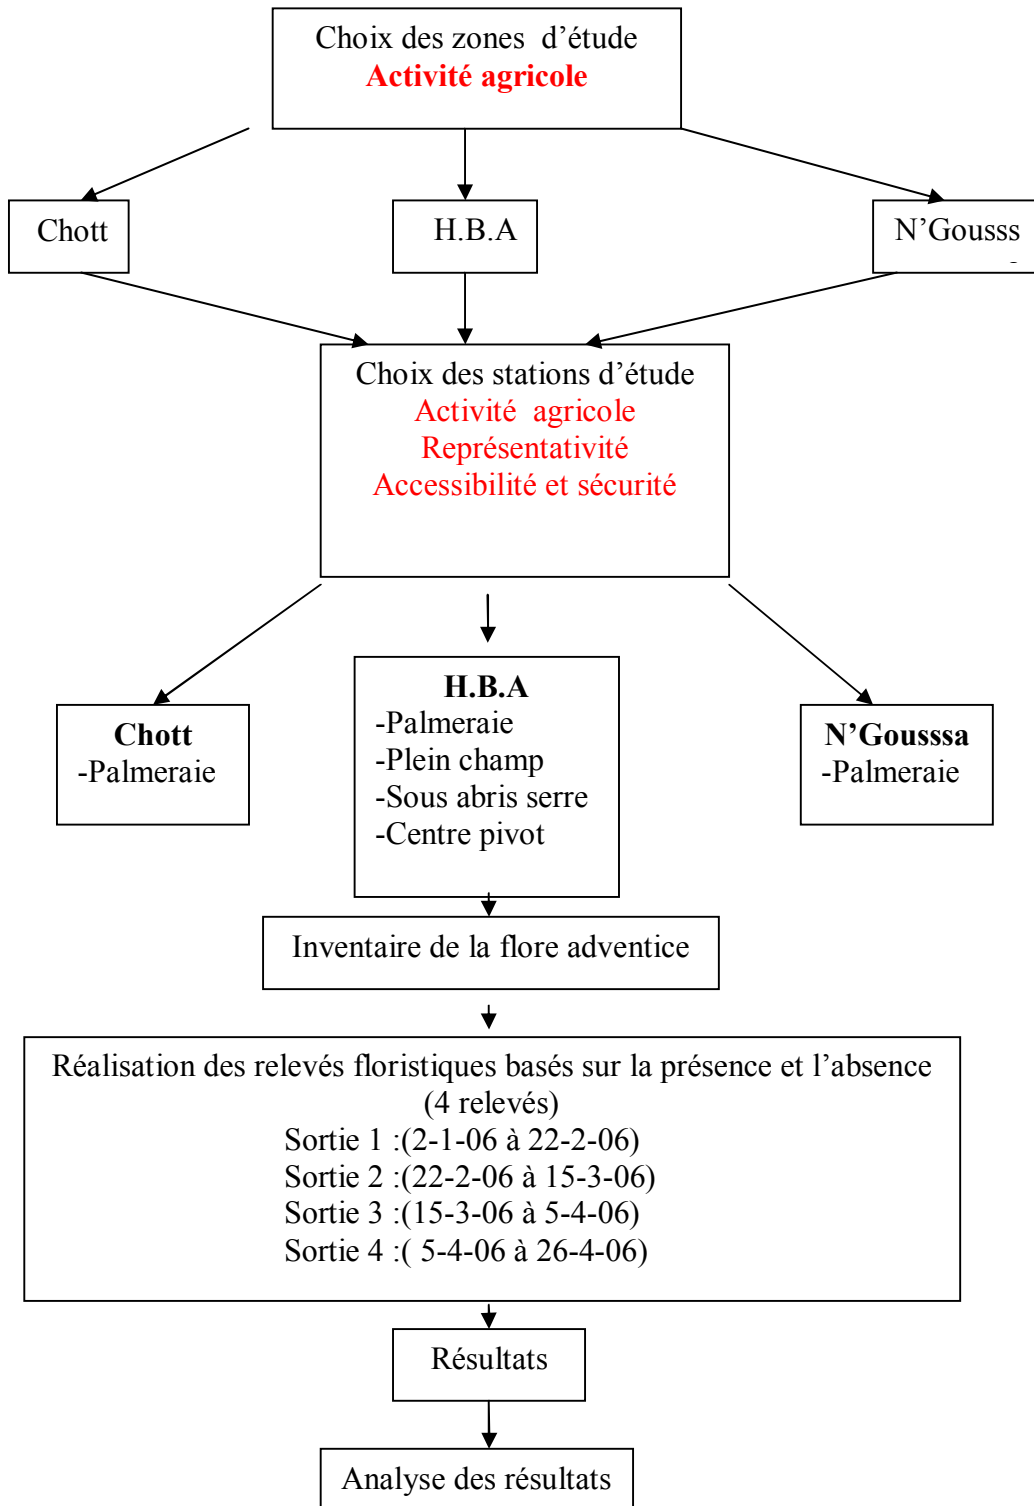 Choix des zones d’étude
Activité agricole
Chott
H.B.A
N’Gousss
Choix des stations d’étude
Activité agricole
Représentativité
Accessibilité et sécurité
Chott
-Palmeraie
H.B.A
-Palmeraie
-Plein champ
-Sous abris serre
-Centre pivot
N’Gousssa
-Palmeraie
Inventaire de la flore adventice
Réalisation des relevés floristiques basés sur la présence et l’absence
(4 relevés)
Sortie 1 :(2-1-06 à 22-2-06)
Sortie 2 :(22-2-06 à 15-3-06)
Sortie 3 :(15-3-06 à 5-4-06)
Sortie 4 :( 5-4-06 à 26-4-06)
Résultats
Analyse des résultats